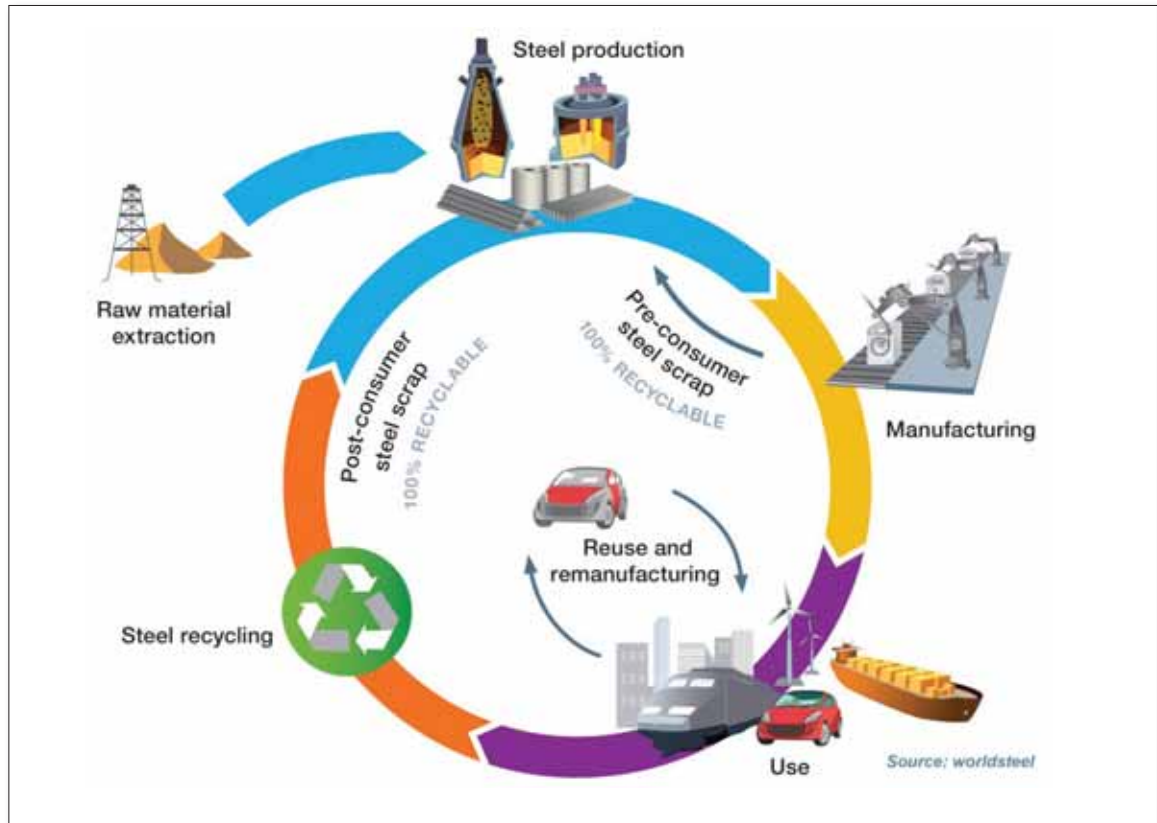 Steel production
Raw material
extraction
Pre-consumer
steel scrap
100% RECYCLABLE
Post-consumer
steel scrap
100% RECYCLABLE
Manufacturing
Reuse and
remanufacturing
Steel recycling
Use
Source: worldsteel